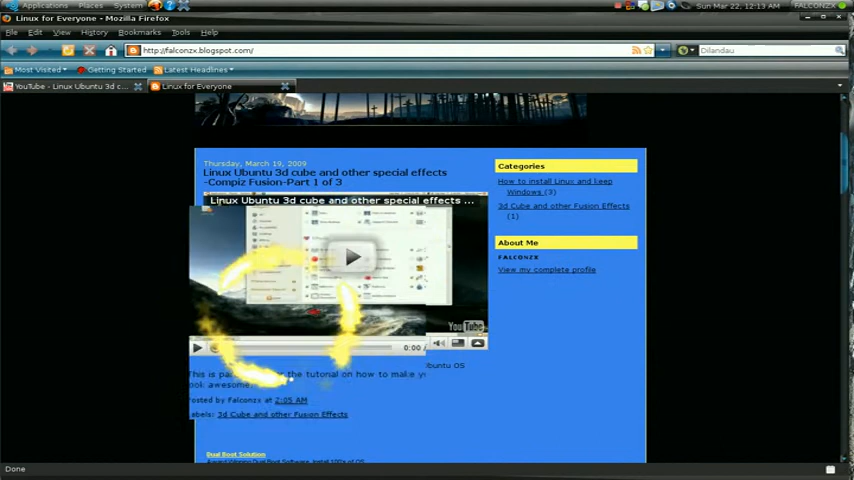 Applications Places System Sun Mar 22, 12:13 AM FALCONZX
Linux for Everyone - Mozilla Firefox
File Edit View History Bookmarks Tools Help
http://falconzx.blogspot.com/ Dilandau
Most Visited Getting Started Latest Headlines
YouTube - Linux Ubuntu 3d c... Linux for Everyone
Thursday, March 19, 2009
Linux Ubuntu 3d cube and other special effects
-Compiz Fusion-Part 1 of 3
Linux Ubuntu 3d cube and other special effects ...
YouTube
0:00 /
buntu OS
This is pa the tutorial on how to make y
ook awesome
osted by Falconzx at 2:05 AM
abels: 3d Cube and other Fusion Effects
Dual Boot Solution
Categories
How to install Linux and keep
Windows (3)
3d Cube and other Fusion Effects
(1)
About Me
FALCONZX
View my complete profile
Done